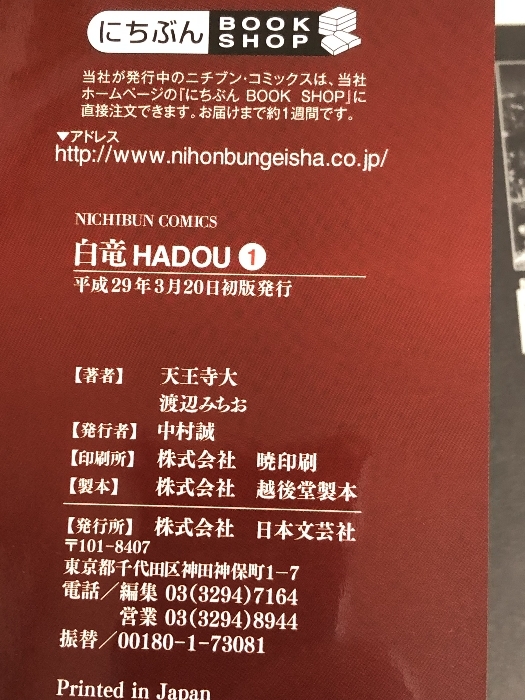 にちぶん BOOK SHOP
当社が発行中のニチブン・コミックスは、当社
ホームページの「にちぶん BOOK SHOP」に
直接注文できます。お届けまで約1週間です。
▼アドレス
http://www.nihonbungeisha.co.jp/
NICHIBUN COMICS
白竜 HADOU 1
平成29年3月20日初版発行
【著者】 天王寺大
渡辺みちお
【発行者】 中村誠
【印刷所】 株式会社 暁印刷
【製本】 株式会社 越後堂製本
【発行所】 株式会社 日本文芸社
〒101-8407
東京都千代田区神田神保町1-7
電話／編集 03(3294)7164
営業 03(3294)8944
振替／00180-1-73081
Printed in Japan